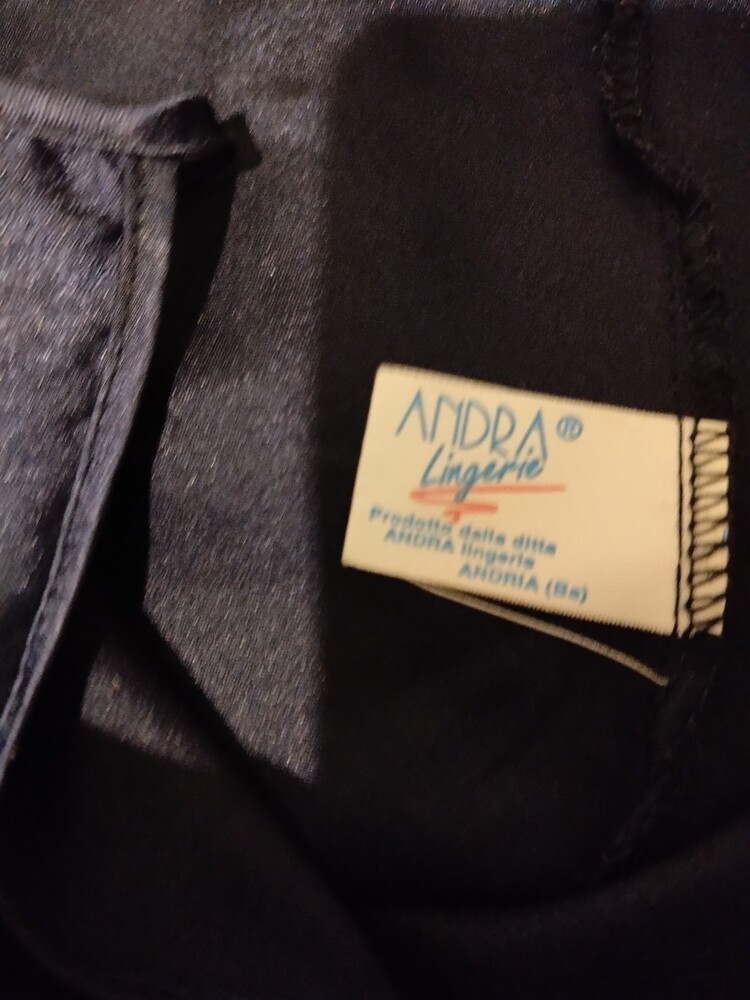 ANDRA®
Lingerie
Prodotto dalla ditta
ANDRA lingerie
ANDRIA (Ba)